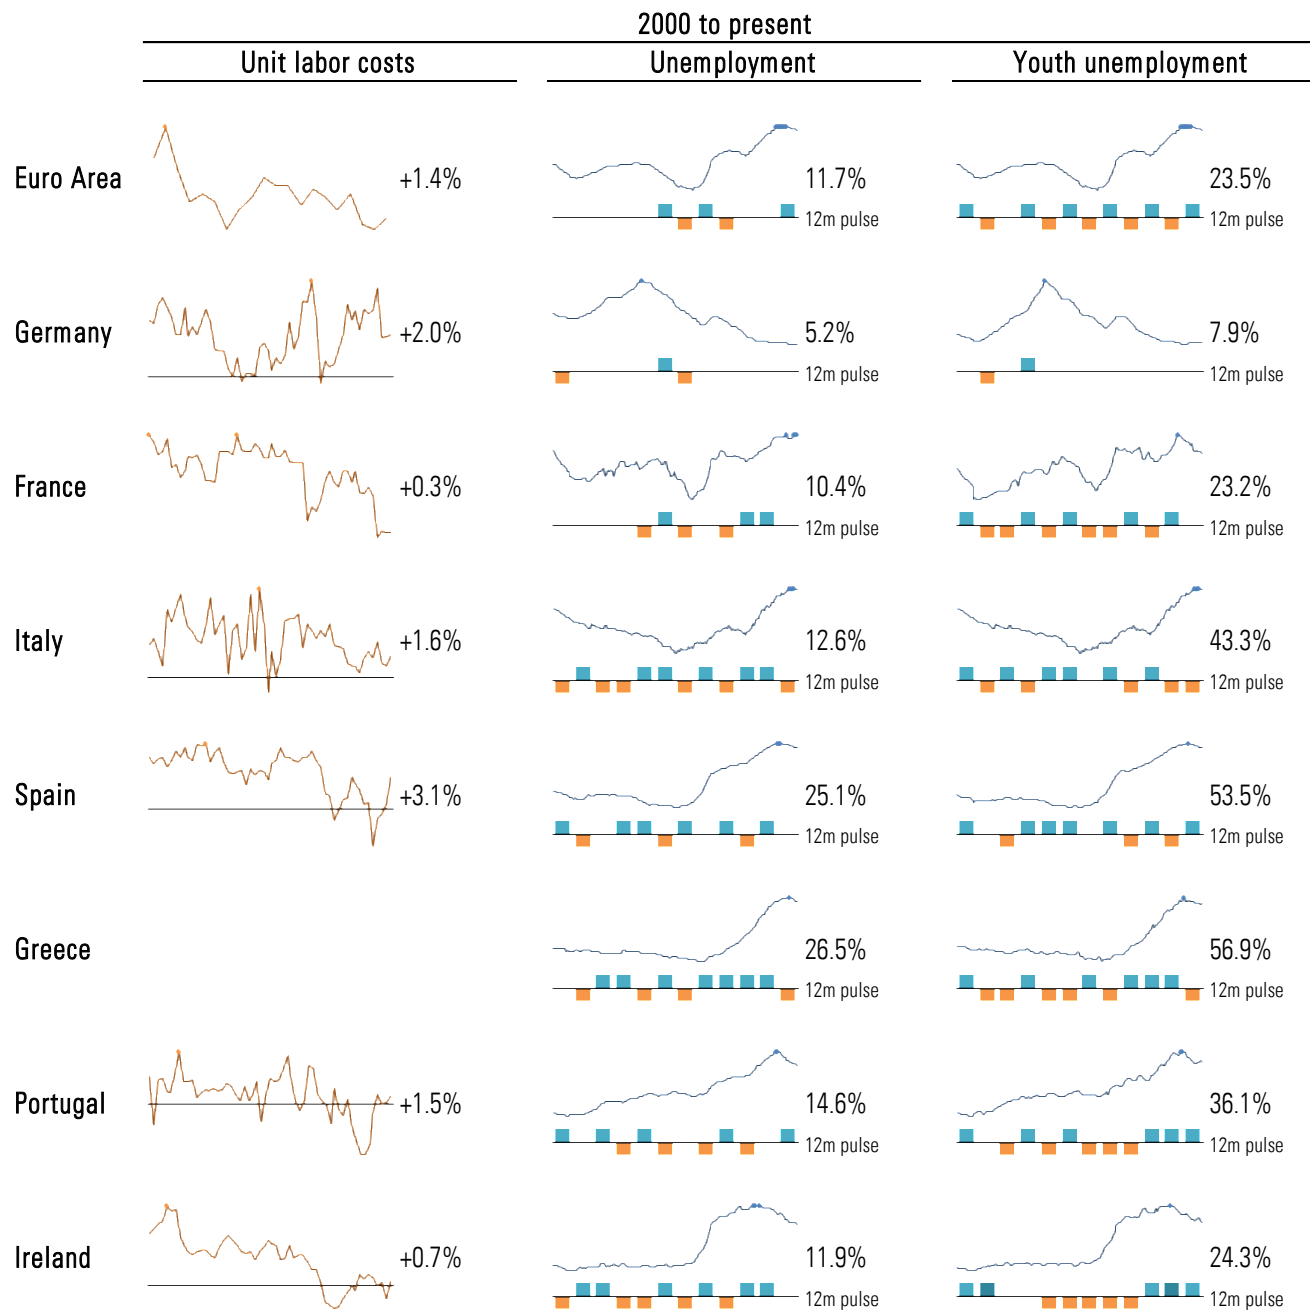 2000 to present
Unit labor costs Unemployment Youth unemployment
Euro Area +1.4% 11.7% 23.5%
12m pulse 12m pulse
Germany +2.0% 5.2% 7.9%
12m pulse 12m pulse
France +0.3% 10.4% 23.2%
12m pulse 12m pulse
Italy +1.6% 12.6% 43.3%
12m pulse 12m pulse
Spain +3.1% 25.1% 53.5%
12m pulse 12m pulse
Greece 26.5% 56.9%
12m pulse 12m pulse
Portugal +1.5% 14.6% 36.1%
12m pulse 12m pulse
Ireland +0.7% 11.9% 24.3%
12m pulse 12m pulse